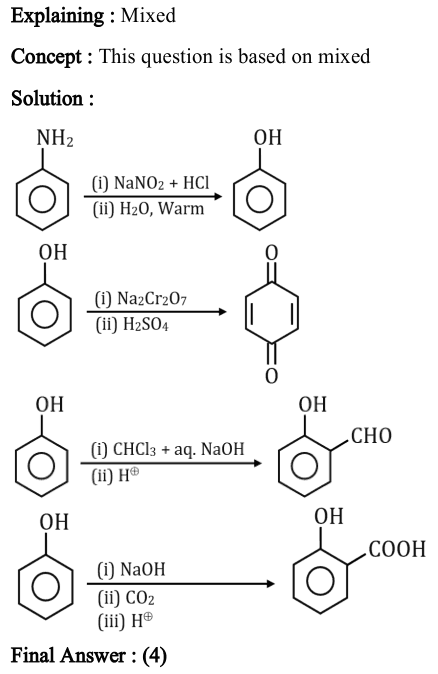 Explaining : Mixed
Concept : This question is based on mixed
Solution :
NH₂
OH
(i) NaNO₂ + HCl
(ii) H₂O, Warm
OH
O
(i) Na₂Cr₂O₇
(ii) H₂SO₄
O
OH
OH
CHO
(i) CHCl₃ + aq. NaOH
(ii) H⊕
OH
OH
COOH
(i) NaOH
(ii) CO₂
(iii) H⊕
Final Answer : (4)